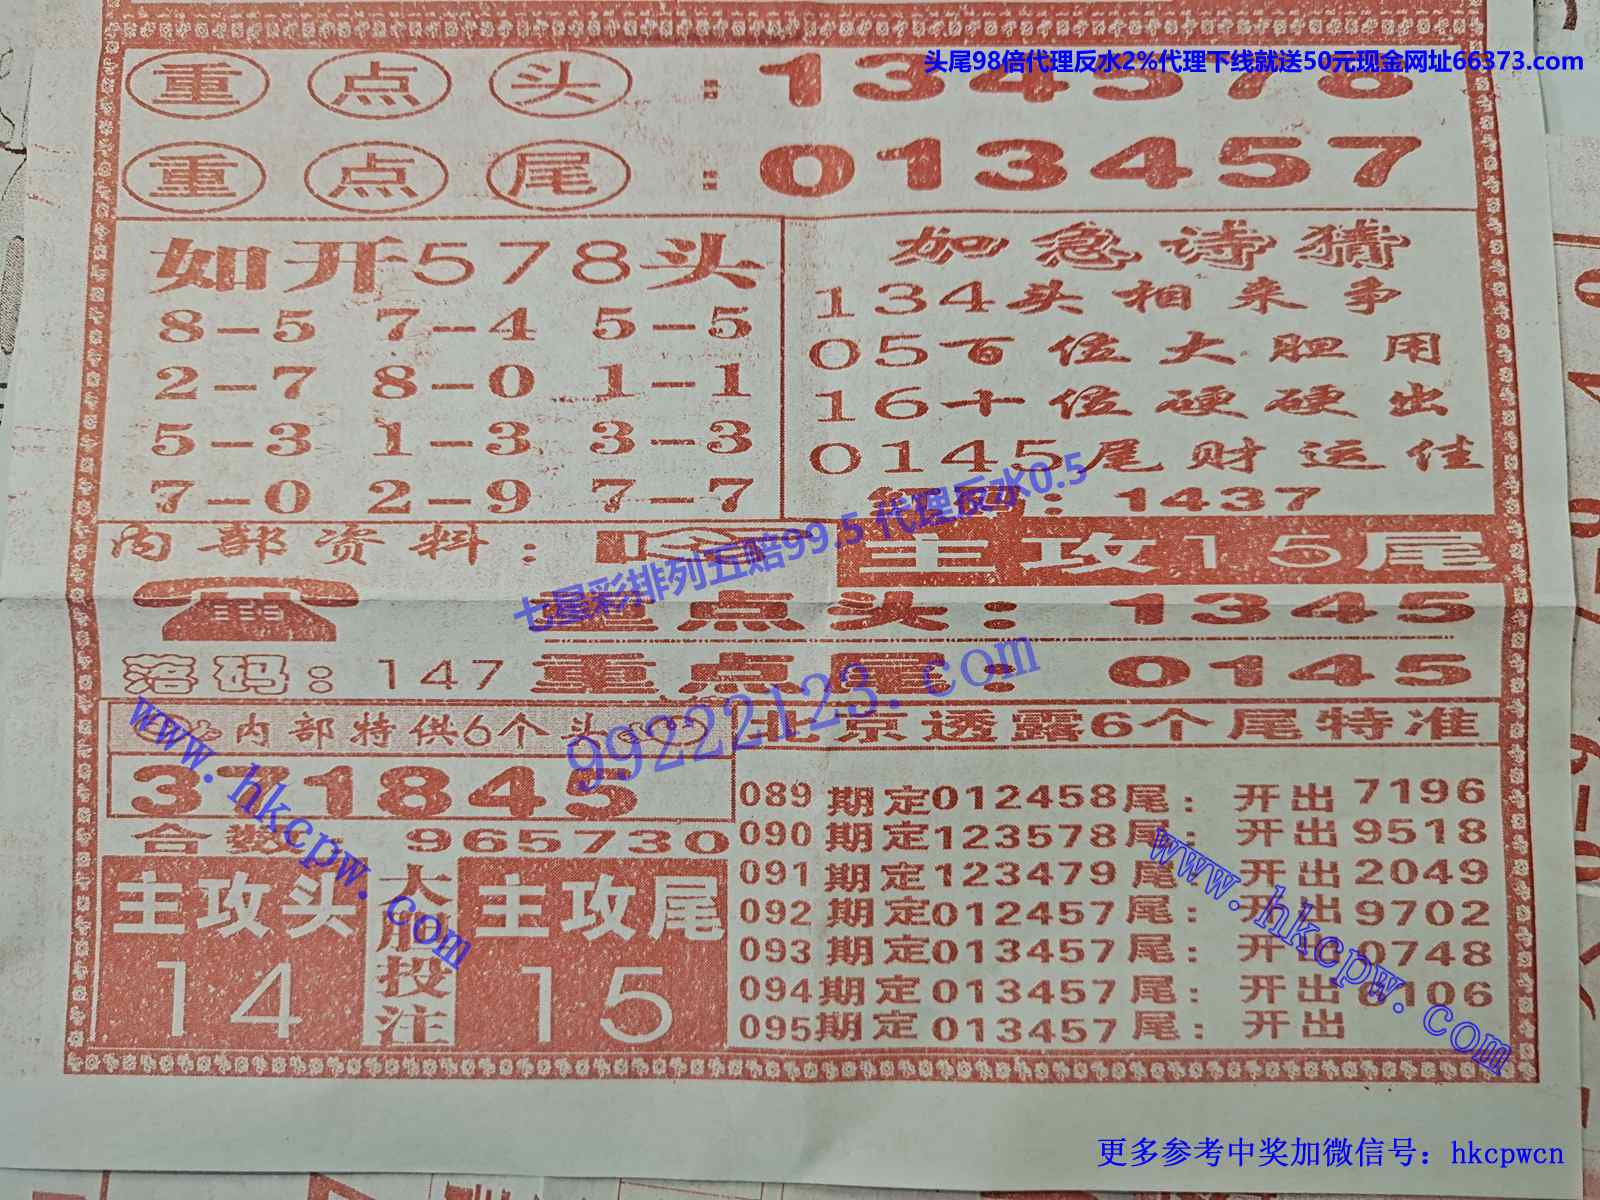 头尾98倍代理反水2%代理下线就送50元现金网址66373.com
重点头：134578
重点尾：013457
如开578头
8-5 7-4 5-5
2-7 8-0 1-1
5-3 1-3 3-3
7-0 2-9 7-7
如急诗猜
134头相来争
05百位大胆用
16十位硬硬出
0145尾财运佳
1437
内部资料：
主攻15尾
七星彩排列五赔99.5 代理反水0.5
重点头：1345
落码：147
重点尾：0145
99222123.com
www.hkcpw.com
内部特供6个头
371845
合数 965730
主攻头
14
大胆投注
主攻尾
15
北京透露6个尾特准
089期定012458尾：开出7196
090期定123578尾：开出9518
091期定123479尾：开出2049
092期定012457尾：开出9702
093期定013457尾：开出0748
094期定013457尾：开出6106
095期定013457尾：开出
www.hkcpw.com
更多参考中奖加微信号：hkcpwcn